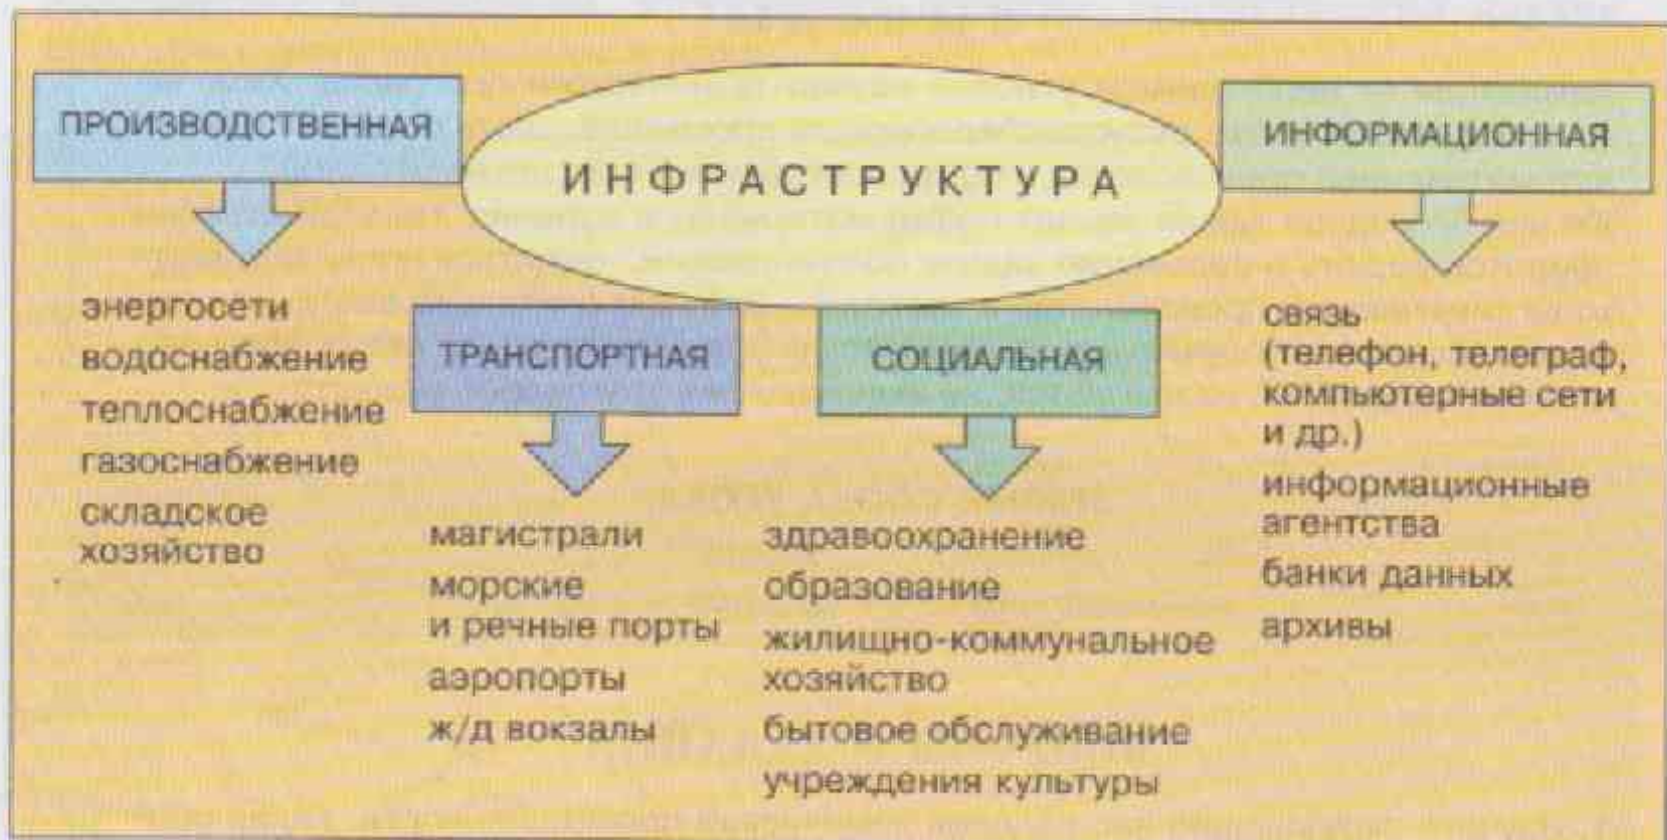 ИНФРАСТРУКТУРА
ПРОИЗВОДСТВЕННАЯ
энергосети
водоснабжение
теплоснабжение
газоснабжение
складское
хозяйство
ТРАНСПОРТНАЯ
магистрали
морские
и речные порты
аэропорты
ж/д вокзалы
СОЦИАЛЬНАЯ
здравоохранение
образование
жилищно-коммунальное
хозяйство
бытовое обслуживание
учреждения культуры
ИНФОРМАЦИОННАЯ
связь
(телефон, телеграф,
компьютерные сети
и др.)
информационные
агентства
банки данных
архивы